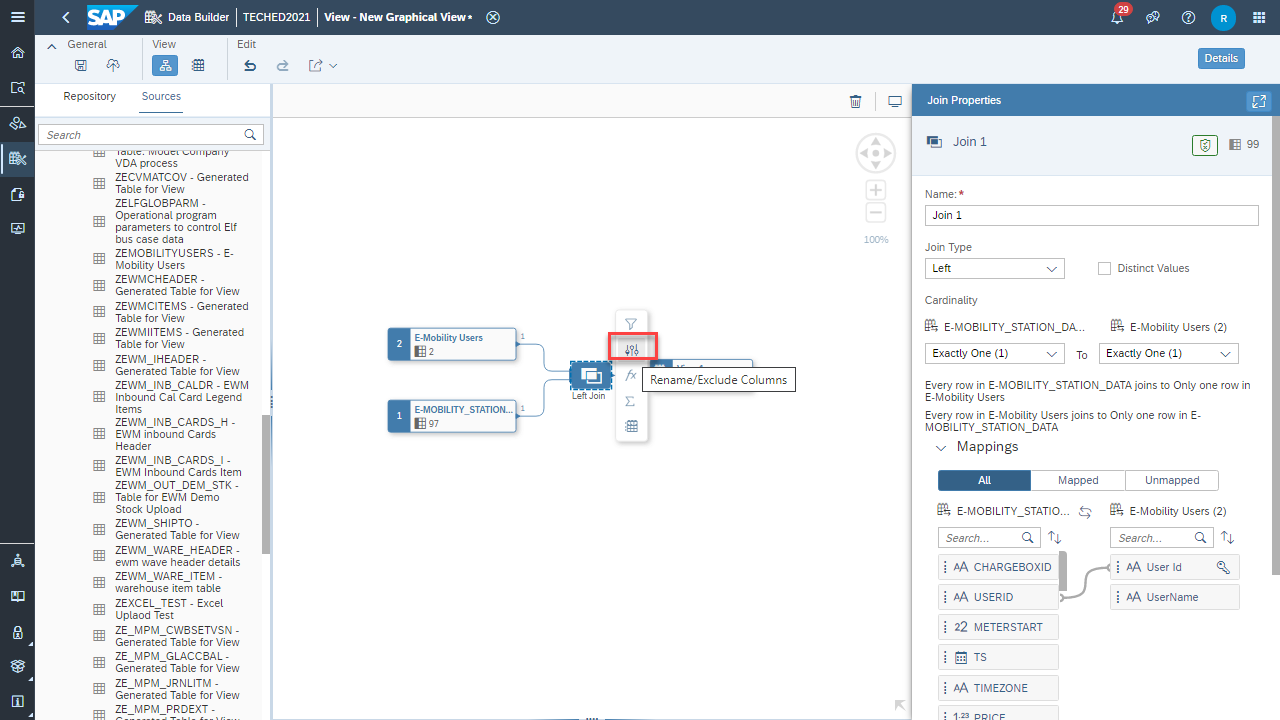 SAP
Data Builder
TECHED2021
View - New Graphical View*
29
R
General
View
Edit
Details
Repository
Sources
Search
Table: Model Company
VDA process
ZECVMATCOV - Generated
Table for View
ZELFGLOBPARM -
Operational program
parameters to control Elf
bus case data
ZEMOBILITYUSERS - E-
Mobility Users
ZEWMCHEADER -
Generated Table for View
ZEWMCITEMS - Generated
Table for View
ZEWMIITEMS - Generated
Table for View
ZEWM_IHEADER -
Generated Table for View
ZEWM_INB_CALDR - EWM
Inbound Cal Card Legend
Items
ZEWM_INB_CARDS_H -
EWM inbound Cards
Header
ZEWM_INB_CARDS_I -
EWM Inbound Cards Item
ZEWM_OUT_DEM_STK -
Table for EWM Demo
Stock Upload
ZEWM_SHIPTO -
Generated Table for View
ZEWM_WARE_HEADER -
ewm wave header details
ZEWM_WARE_ITEM -
warehouse item table
ZEXCEL_TEST - Excel
Uplaod Test
ZE_MPM_CWBSETVSN -
Generated Table for View
ZE_MPM_GLACCBAL -
Generated Table for View
ZE_MPM_JRNLITM -
Generated Table for View
ZE_MPM_PRDEXT -
Generated Table for View
100%
2
E-Mobility Users
2
1
1
E-MOBILITY_STATION...
97
1
Left Join
fx
Σ
Rename/Exclude Columns
Join Properties
Join 1
99
Name: *
Join 1
Join Type
Left
Distinct Values
Cardinality
E-MOBILITY_STATION_DA...
E-Mobility Users (2)
Exactly One (1)
To
Exactly One (1)
Every row in E-MOBILITY_STATION_DATA joins to Only one row in
E-Mobility Users
Every row in E-Mobility Users joins to Only one row in E-
MOBILITY_STATION_DATA
Mappings
All
Mapped
Unmapped
E-MOBILITY_STATIO...
E-Mobility Users (2)
Search...
Search...
AA CHARGEBOXID
AA User Id
AA USERID
AA UserName
22 METERSTART
TS
AA TIMEZONE
1.23 PRICE